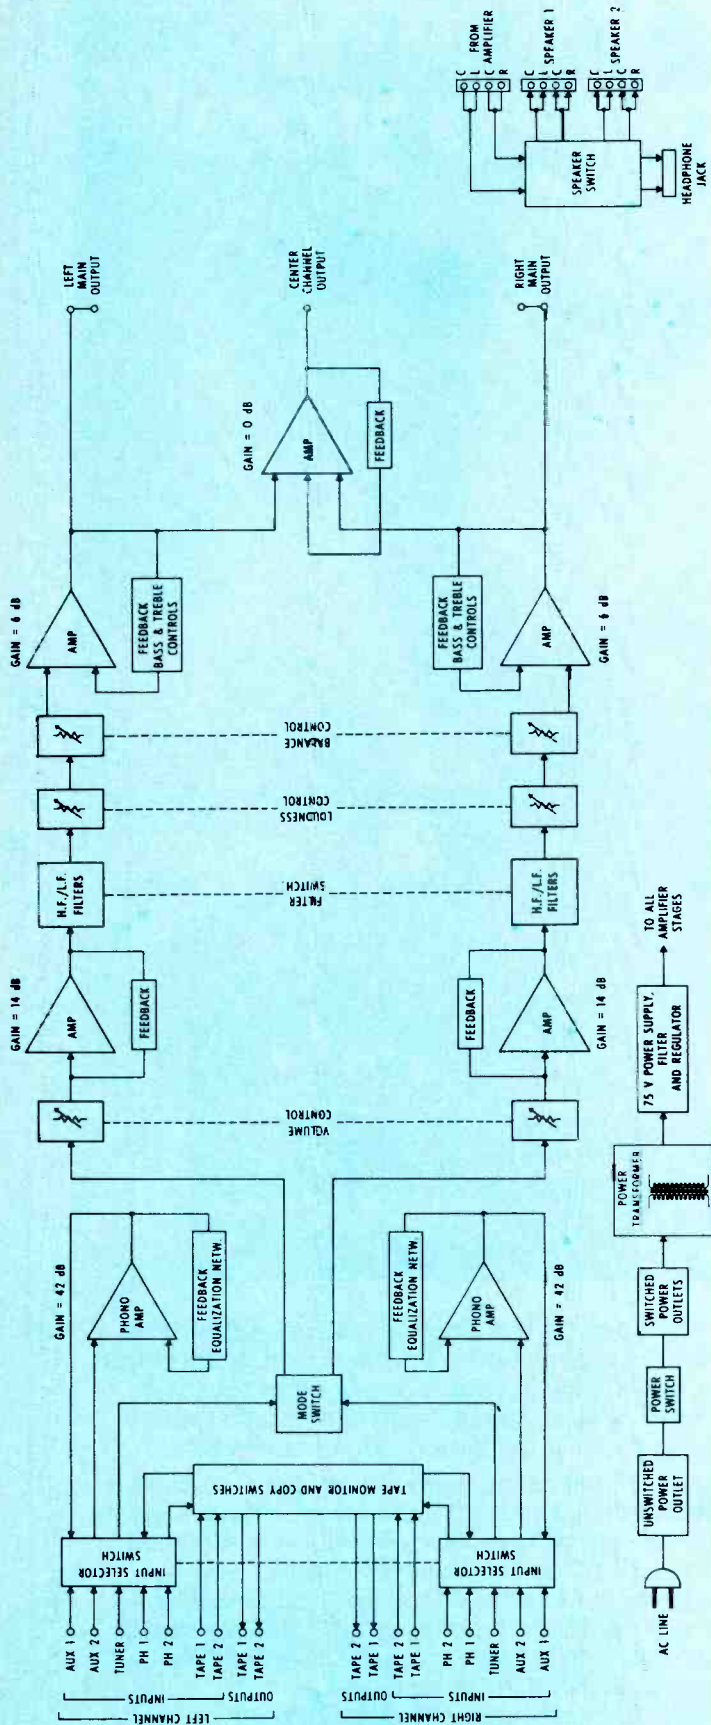 LEFT CHANNEL
INPUTS
OUTPUTS
AUX 1
AUX 2
TUNER
PH 1
PH 2
TAPE 1
TAPE 2
TAPE 1
TAPE 2
INPUT SELECTOR
SWITCH
GAIN = 42 dB
PHONO
AMP
FEEDBACK
EQUALIZATION NETW.
TAPE MONITOR AND COPY SWITCHES
MODE
SWITCH
VOLUME
CONTROL
GAIN = 14 dB
AMP
FEEDBACK
H.F./L.F.
FILTERS
FILTER
SWITCH
LOUDNESS
CONTROL
BALANCE
CONTROL
GAIN = 6 dB
AMP
FEEDBACK
BASS & TREBLE
CONTROLS
LEFT
MAIN
OUTPUT
GAIN = 0 dB
AMP
FEEDBACK
CENTER
CHANNEL
OUTPUT
RIGHT CHANNEL
OUTPUTS
INPUTS
TAPE 2
TAPE 1
TAPE 2
TAPE 1
PH 2
PH 1
TUNER
AUX 2
AUX 1
INPUT SELECTOR
SWITCH
FEEDBACK
EQUALIZATION NETW.
PHONO
AMP
GAIN = 42 dB
FEEDBACK
AMP
GAIN = 14 dB
H.F./L.F.
FILTERS
FEEDBACK
BASS & TREBLE
CONTROLS
AMP
GAIN = 6 dB
RIGHT
MAIN
OUTPUT
C
L
C
R
FROM
AMPLIFIER
C
L
C
R
SPEAKER 1
C
L
C
R
SPEAKER 2
SPEAKER
SWITCH
HEADPHONE
JACK
AC LINE
UNSWITCHED
POWER
OUTLET
POWER
SWITCH
SWITCHED
POWER
OUTLETS
POWER
TRANSFORMER
75 V POWER SUPPLY,
FILTER
AND REGULATOR
TO ALL
AMPLIFIER
STAGES